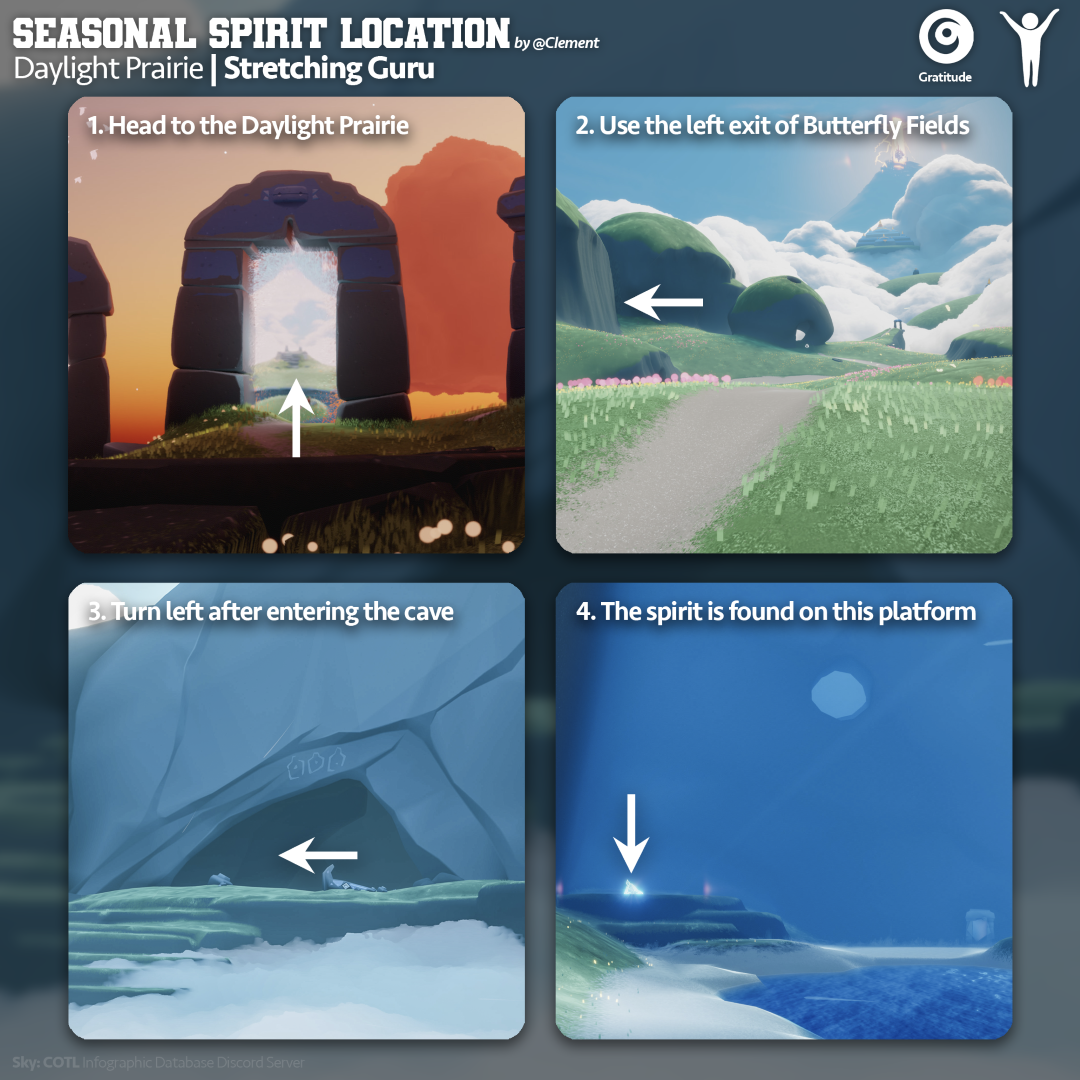 SEASONAL SPIRIT LOCATION by @Clement
Daylight Prairie | Stretching Guru
Gratitude
1. Head to the Daylight Prairie
2. Use the left exit of Butterfly Fields
3. Turn left after entering the cave
4. The spirit is found on this platform
Sky: COTL Infographic Database Discord Server